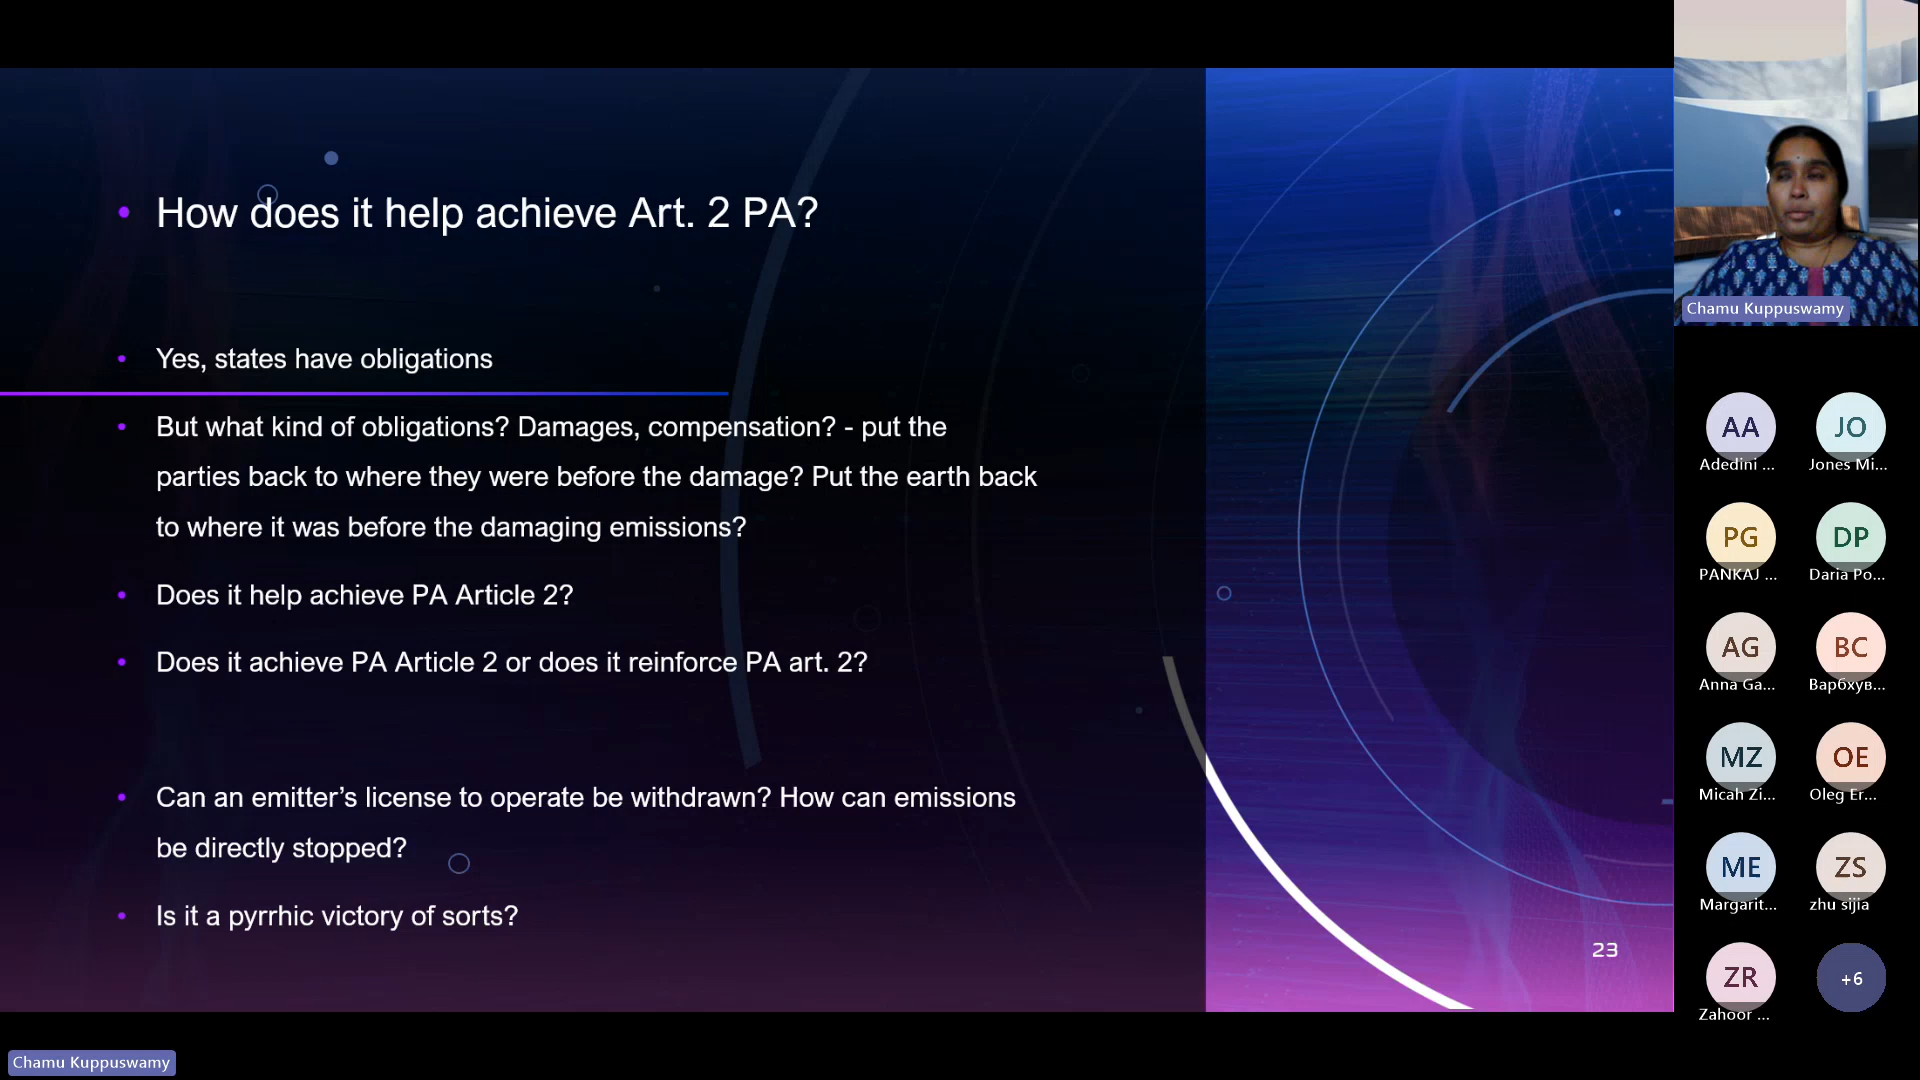 How does it help achieve Art. 2 PA?
Yes, states have obligations
But what kind of obligations? Damages, compensation? - put the
parties back to where they were before the damage? Put the earth back
to where it was before the damaging emissions?
Does it help achieve PA Article 2?
Does it achieve PA Article 2 or does it reinforce PA art. 2?
Can an emitter’s license to operate be withdrawn? How can emissions
be directly stopped?
Is it a pyrrhic victory of sorts?
23
Chamu Kuppuswamy
AA
Adedini ...
JO
Jones Mi...
PG
PANKAJ ...
DP
Daria Po...
AG
Anna Ga...
BC
Варбхув...
MZ
Micah Zi...
OE
Oleg Er...
ME
Margarit...
ZS
zhu sijia
ZR
Zahoor ...
+6
Chamu Kuppuswamy